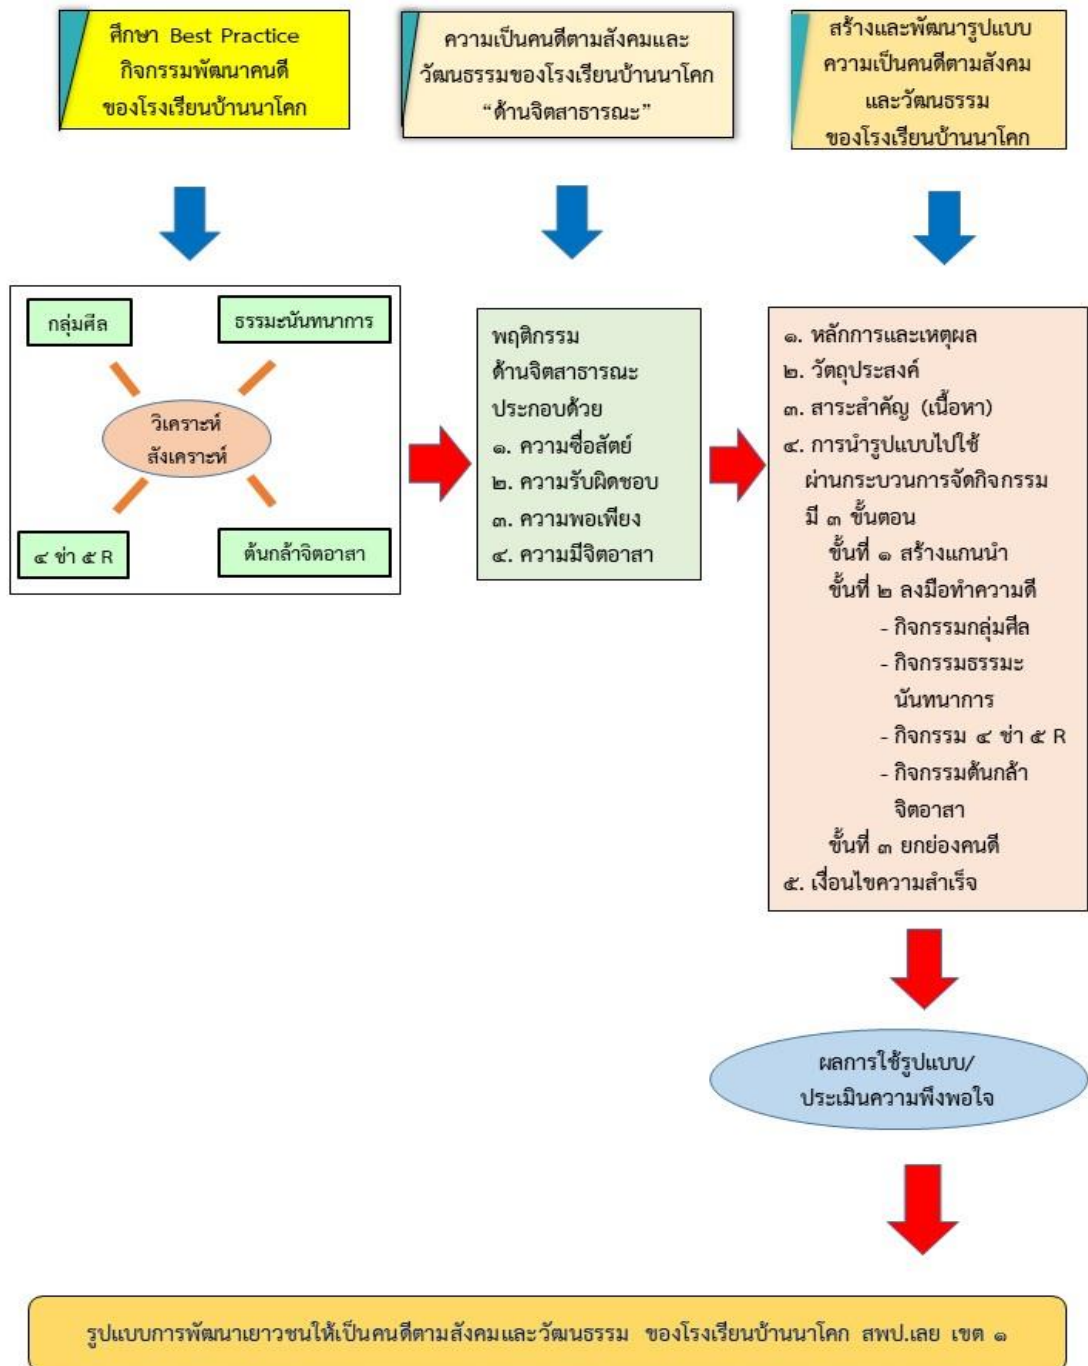 ศึกษา Best Practice
กิจกรรมพัฒนาคนดี
ของโรงเรียนบ้านนาโคก
ความเป็นคนดีตามสังคมและ
วัฒนธรรมของโรงเรียนบ้านนาโคก
“ด้านจิตสาธารณะ”
สร้างและพัฒนารูปแบบ
ความเป็นคนดีตามสังคม
และวัฒนธรรม
ของโรงเรียนบ้านนาโคก
กลุ่มศีล
ธรรมะนันทนาการ
วิเคราะห์
สังเคราะห์
๔ ช่า ๕ R
ต้นกล้าจิตอาสา
พฤติกรรม
ด้านจิตสาธารณะ
ประกอบด้วย
๑. ความซื่อสัตย์
๒. ความรับผิดชอบ
๓. ความพอเพียง
๔. ความมีจิตอาสา
๑. หลักการและเหตุผล
๒. วัตถุประสงค์
๓. สาระสำคัญ (เนื้อหา)
๔. การนำรูปแบบไปใช้
ผ่านกระบวนการจัดกิจกรรม
มี ๓ ขั้นตอน
ขั้นที่ ๑ สร้างแกนนำ
ขั้นที่ ๒ ลงมือทำความดี
- กิจกรรมกลุ่มศีล
- กิจกรรมธรรมะ
นันทนาการ
- กิจกรรม ๔ ช่า ๕ R
- กิจกรรมต้นกล้า
จิตอาสา
ขั้นที่ ๓ ยกย่องคนดี
๕. เงื่อนไขความสำเร็จ
ผลการใช้รูปแบบ/
ประเมินความพึงพอใจ
รูปแบบการพัฒนาเยาวชนให้เป็นคนดีตามสังคมและวัฒนธรรม ของโรงเรียนบ้านนาโคก สพป.เลย เขต ๑